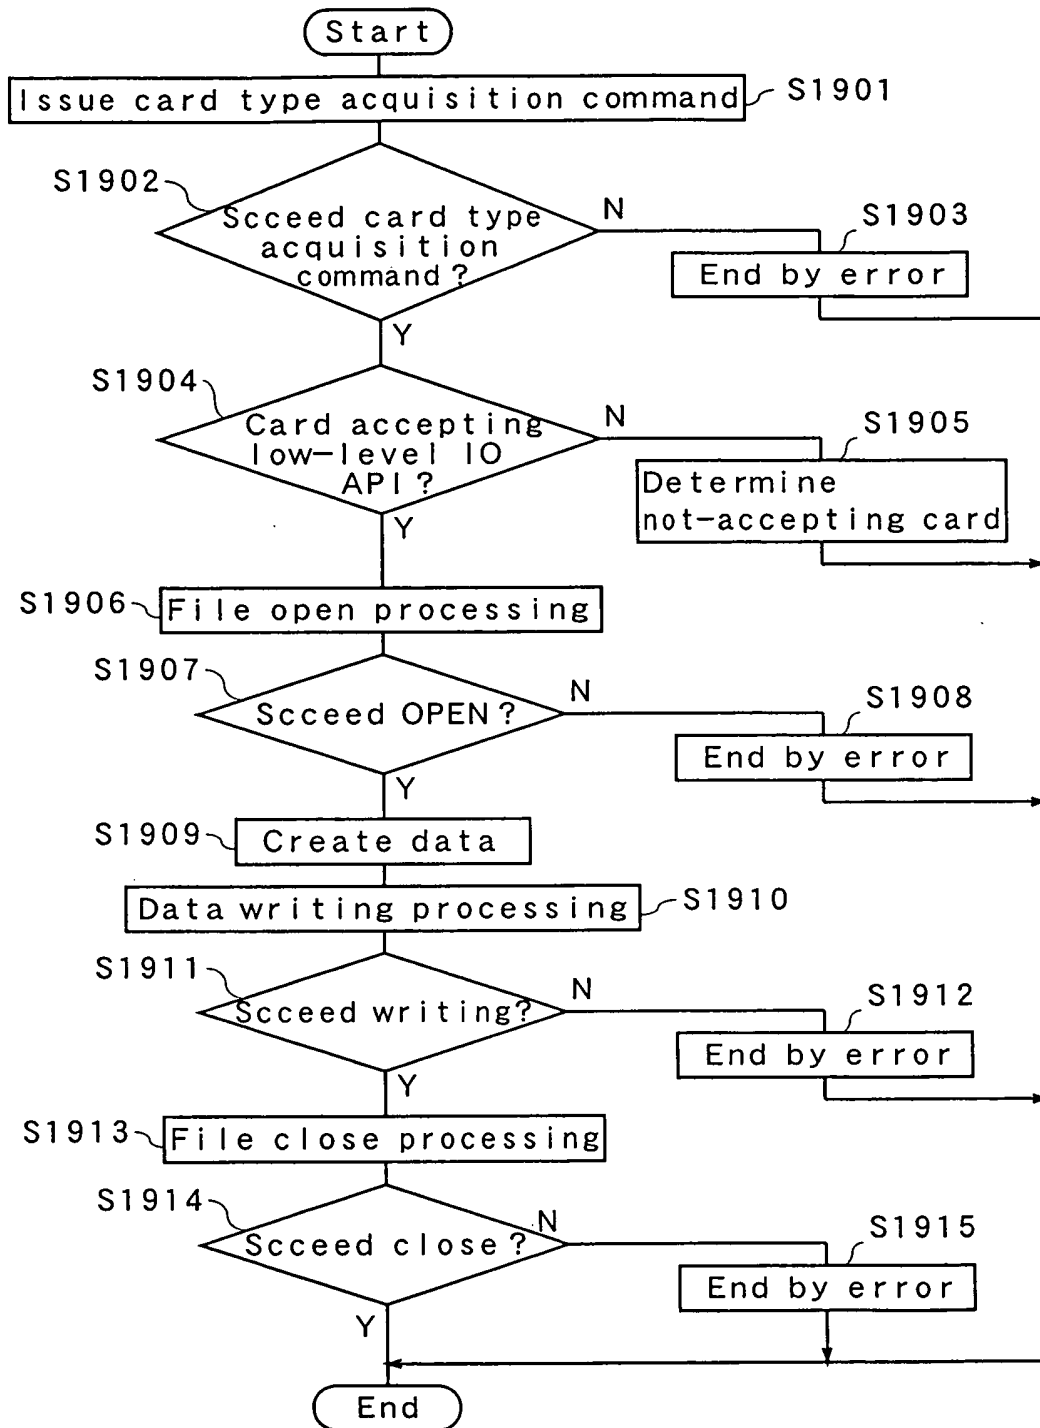 Start
Issue card type acquisition command
S1901
S1902
Scceed card type
acquisition
command?
N
S1903
End by error
Y
S1904
Card accepting
low-level IO
API?
N
S1905
Determine
not-accepting card
Y
S1906
File open processing
S1907
Scceed OPEN?
N
S1908
End by error
Y
S1909
Create data
Data writing processing
S1910
S1911
Scceed writing?
N
S1912
End by error
Y
S1913
File close processing
S1914
Scceed close?
N
S1915
End by error
Y
End